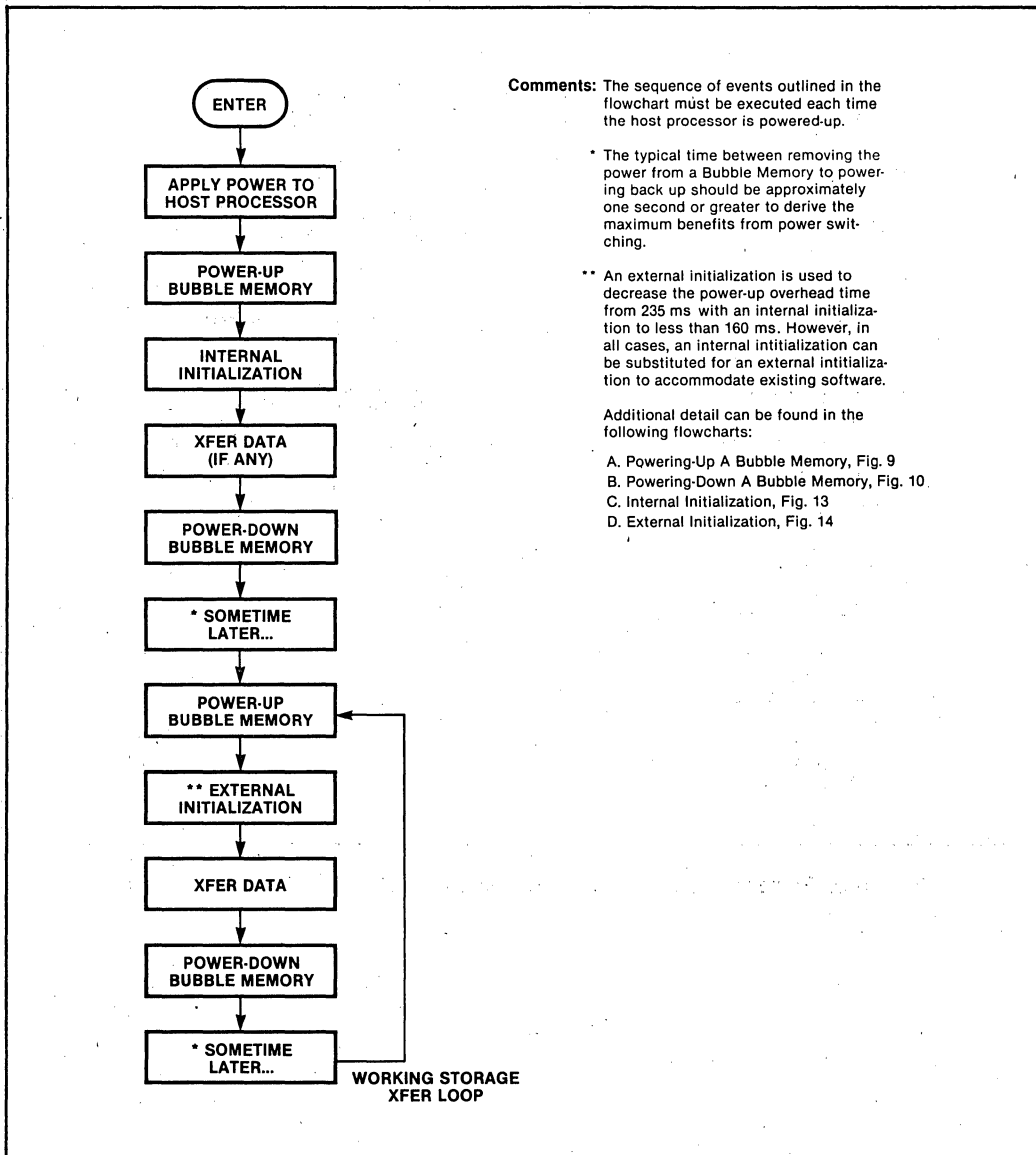 ENTER
APPLY POWER TO
HOST PROCESSOR
POWER-UP
BUBBLE MEMORY
INTERNAL
INITIALIZATION
XFER DATA
(IF ANY)
POWER-DOWN
BUBBLE MEMORY
* SOMETIME
LATER...
POWER-UP
BUBBLE MEMORY
** EXTERNAL
INITIALIZATION
XFER DATA
POWER-DOWN
BUBBLE MEMORY
* SOMETIME
LATER...
WORKING STORAGE
XFER LOOP
Comments: The sequence of events outlined in the
flowchart must be executed each time
the host processor is powered-up.
* The typical time between removing the
power from a Bubble Memory to power-
ing back up should be approximately
one second or greater to derive the
maximum benefits from power swit-
ching.
** An external initialization is used to
decrease the power-up overhead time
from 235 ms with an internal initializa-
tion to less than 160 ms. However, in
all cases, an internal intitialization can
be substituted for an external intitializa-
tion to accommodate existing software.
Additional detail can be found in the
following flowcharts:
A. Powering-Up A Bubble Memory, Fig. 9
B. Powering-Down A Bubble Memory, Fig. 10
C. Internal Initialization, Fig. 13
D. External Initialization, Fig. 14